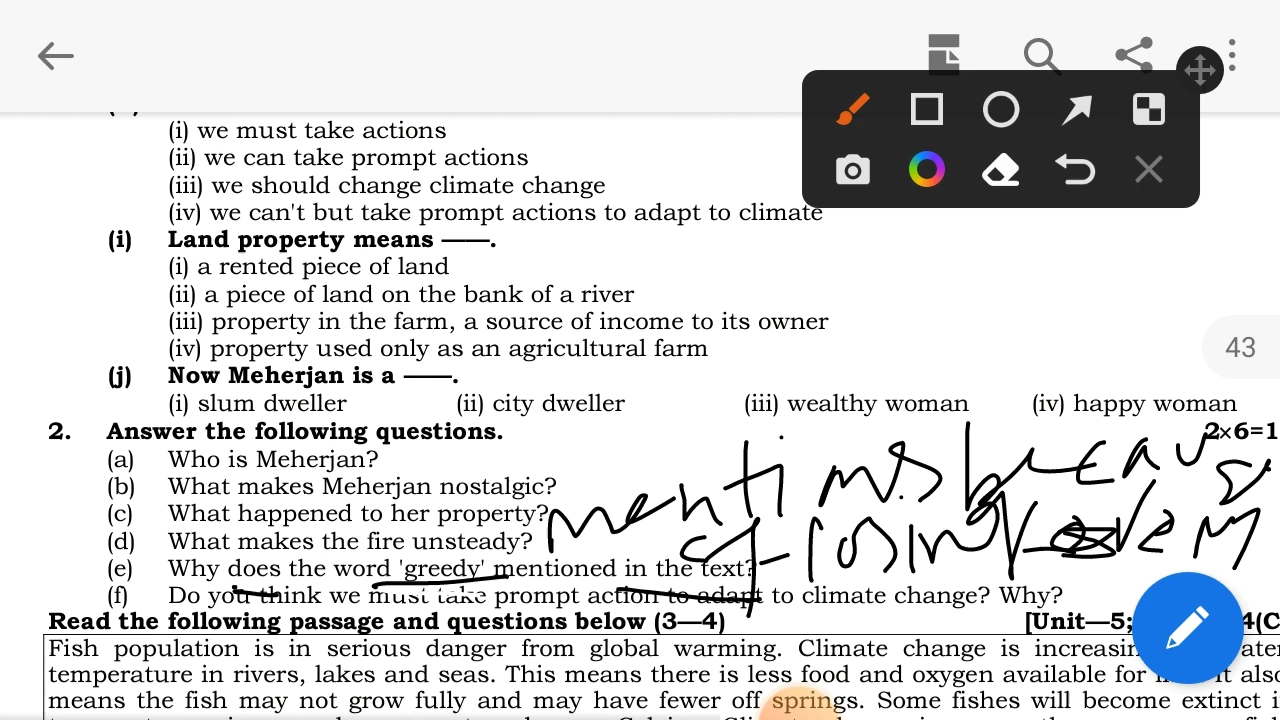 (i) we must take actions
(ii) we can take prompt actions
(iii) we should change climate change
(iv) we can't but take prompt actions to adapt to climate
(i) Land property means ——.
(i) a rented piece of land
(ii) a piece of land on the bank of a river
(iii) property in the farm, a source of income to its owner
(iv) property used only as an agricultural farm
43
(j) Now Meherjan is a ——.
(i) slum dweller (ii) city dweller (iii) wealthy woman (iv) happy woman
2. Answer the following questions. 2×6=1
(a) Who is Meherjan?
(b) What makes Meherjan nostalgic?
(c) What happened to her property?
(d) What makes the fire unsteady?
(e) Why does the word 'greedy' mentioned in the text?
(f) Do you think we must take prompt action to adapt to climate change? Why?
because
of losing
Read the following passage and questions below (3—4) [Unit—5;
Fish population is in serious danger from global warming. Climate change is
temperature in rivers, lakes and seas. This means there is less food and oxygen available for
means the fish may not grow fully and may have fewer off springs. Some fishes will become extinct